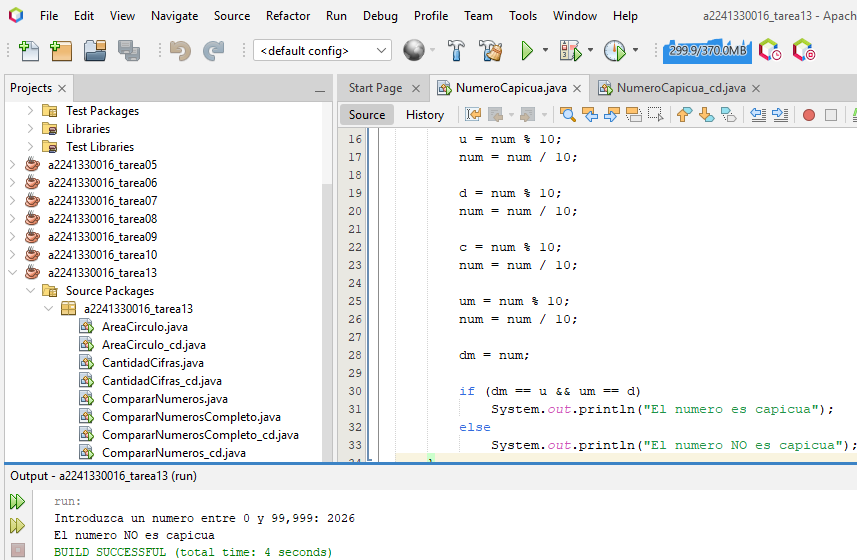 File Edit View Navigate Source Refactor Run Debug Profile Team Tools Window Help a2241330016_tarea13 - Apach
<default config> 299.9/370.0MB
Projects
Test Packages
Libraries
Test Libraries
a2241330016_tarea05
a2241330016_tarea06
a2241330016_tarea07
a2241330016_tarea08
a2241330016_tarea09
a2241330016_tarea10
a2241330016_tarea13
Source Packages
a2241330016_tarea13
AreaCirculo.java
AreaCirculo_cd.java
CantidadCifras.java
CantidadCifras_cd.java
CompararNumeros.java
CompararNumerosCompleto.java
CompararNumerosCompleto_cd.java
CompararNumeros_cd.java
Start Page NumeroCapicua.java NumeroCapicua_cd.java
Source History
16 u = num % 10;
17 num = num / 10;
18
19 d = num % 10;
20 num = num / 10;
21
22 c = num % 10;
23 num = num / 10;
24
25 um = num % 10;
26 num = num / 10;
27
28 dm = num;
29
30 if (dm == u && um == d)
31 System.out.println("El numero es capicua");
32 else
33 System.out.println("El numero NO es capicua");
34 }
Output - a2241330016_tarea13 (run)
run:
Introduzca un numero entre 0 y 99,999: 2026
El numero NO es capicua
BUILD SUCCESSFUL (total time: 4 seconds)